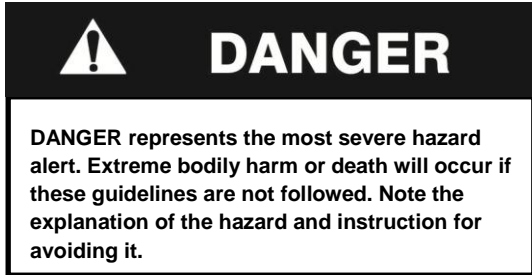 DANGER
DANGER represents the most severe hazard
alert. Extreme bodily harm or death will occur if
these guidelines are not followed. Note the
explanation of the hazard and instruction for
avoiding it.